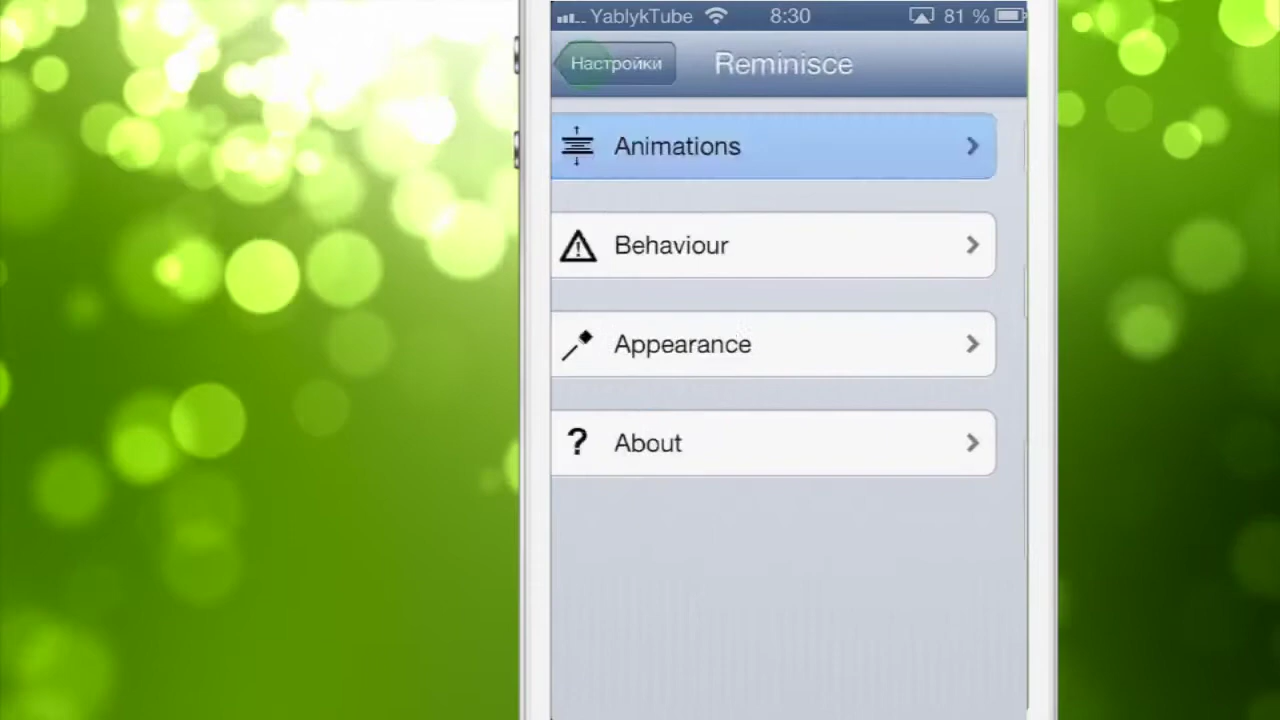 YablykTube 8:30 81 %
Настройки Reminisce
Animations
Behaviour
Appearance
About